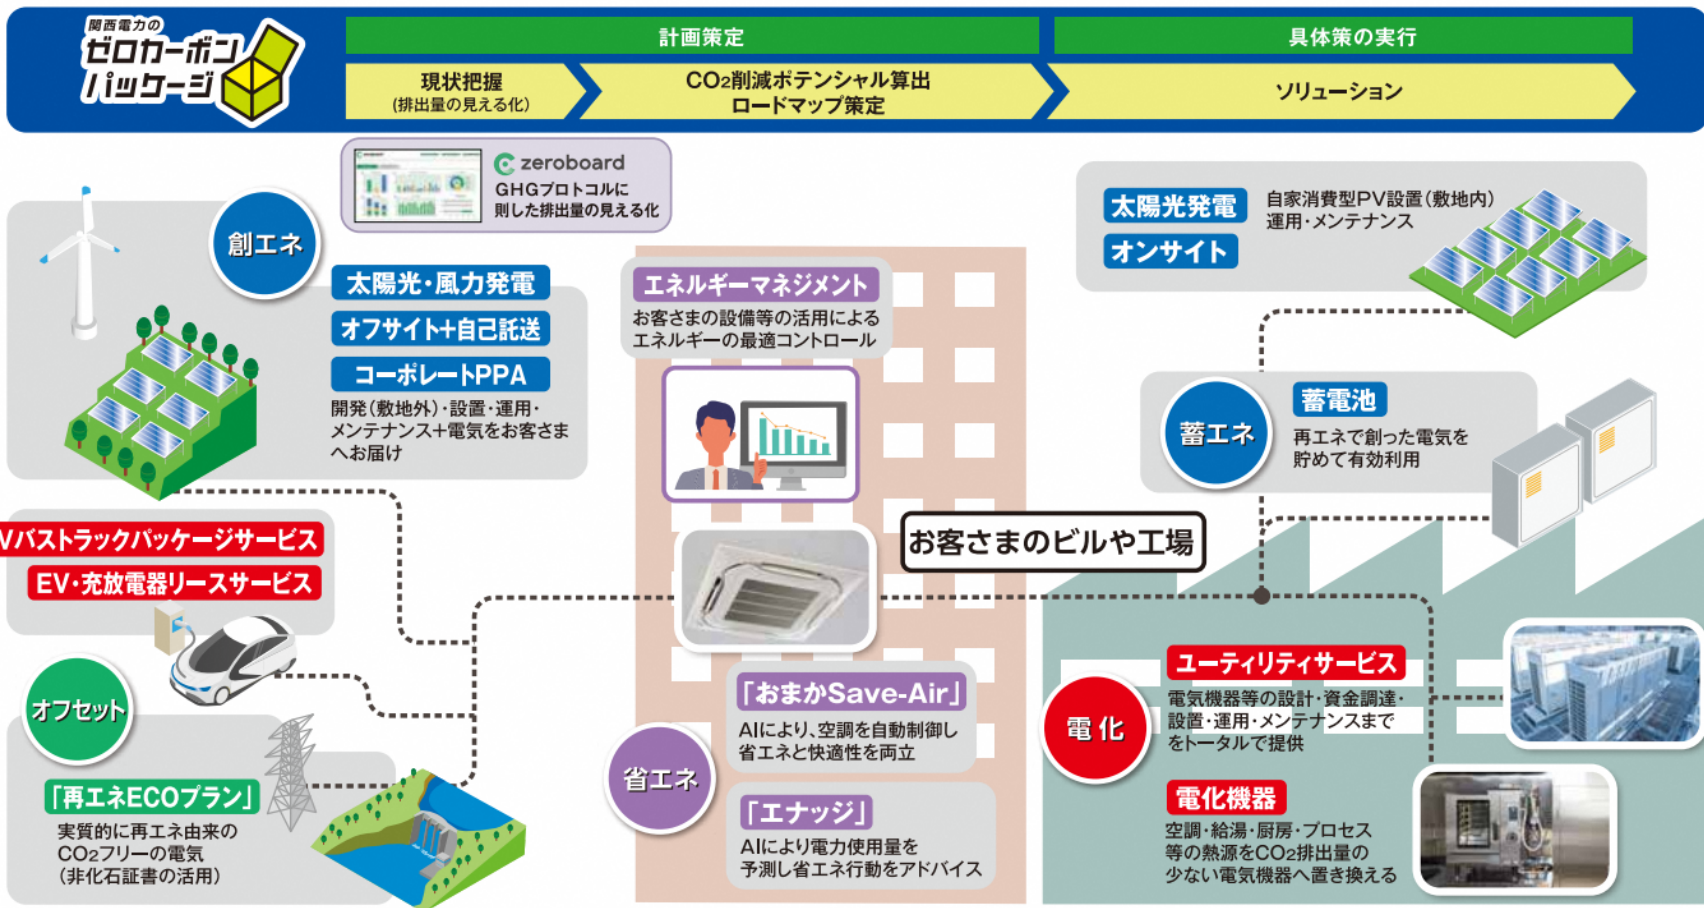 関西電力の
ゼロカーボン
パッケージ
計画策定
具体策の実行
現状把握
(排出量の見える化)
CO2削減ポテンシャル算出
ロードマップ策定
ソリューション
zeroboard
GHGプロトコルに
則した排出量の見える化
創エネ
太陽光・風力発電
オフサイト+自己託送
コーポレートPPA
開発(敷地外)・設置・運用・
メンテナンス+電気をお客さま
へお届け
エネルギーマネジメント
お客さまの設備等の活用による
エネルギーの最適コントロール
太陽光発電
オンサイト
自家消費型PV設置(敷地内)
運用・メンテナンス
蓄エネ
蓄電池
再エネで創った電気を
貯めて有効利用
Vバストラックパッケージサービス
EV・充放電器リースサービス
お客さまのビルや工場
オフセット
「再エネECOプラン」
実質的に再エネ由来の
CO2フリーの電気
(非化石証書の活用)
省エネ
「おまかSave-Air」
AIにより、空調を自動制御し
省エネと快適性を両立
「エナッジ」
AIにより電力使用量を
予測し省エネ行動をアドバイス
電化
ユーティリティサービス
電気機器等の設計・資金調達・
設置・運用・メンテナンスまで
をトータルで提供
電化機器
空調・給湯・厨房・プロセス
等の熱源をCO2排出量の
少ない電気機器へ置き換える